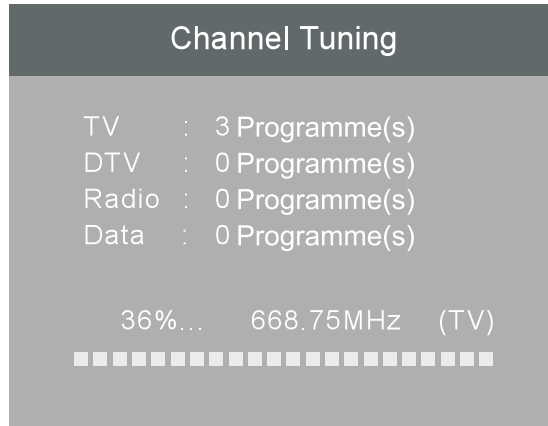 Channel Tuning
TV : 3 Programme(s)
DTV : 0 Programme(s)
Radio : 0 Programme(s)
Data : 0 Programme(s)
36%... 668.75MHz (TV)